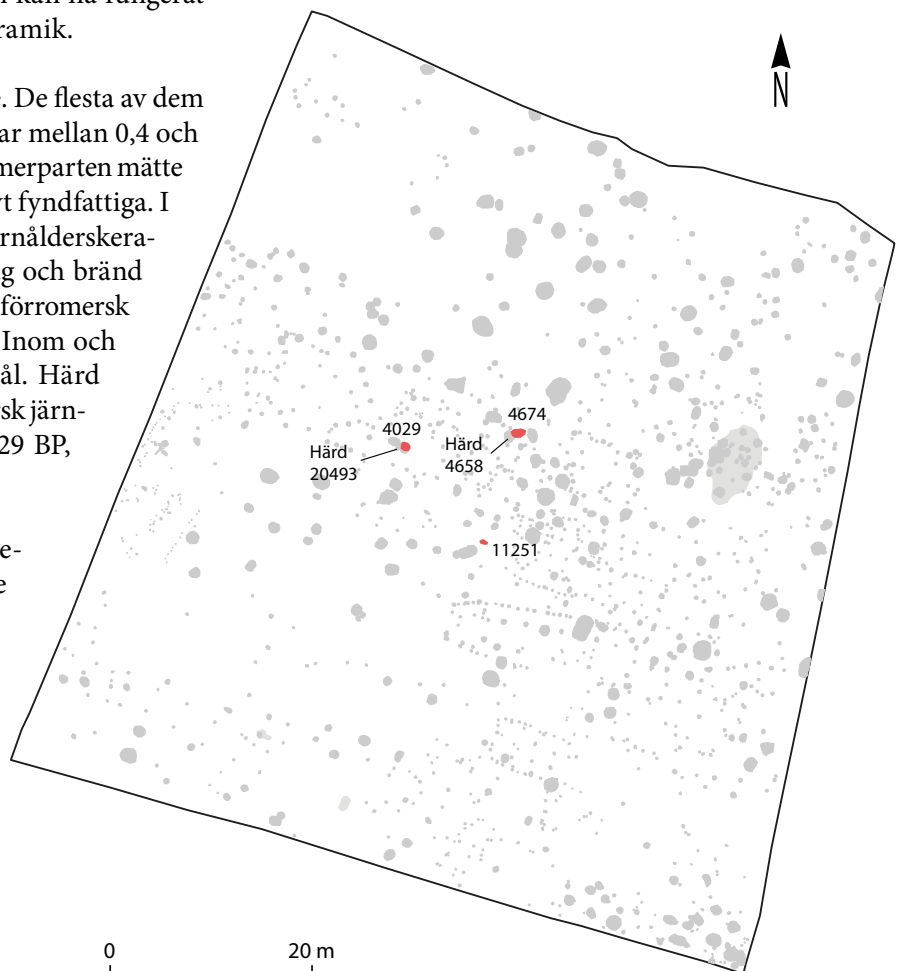 ramik.
. De flesta av dem
ar mellan 0,4 och
merparten mätte
t fyndfattiga. I
rnålderskera-
g och bränd
förromersk
Inom och
ål. Härd
sk järn-
29 BP,
e-
e
N
4674
4029
Härd
4658
Härd
20493
11251
0
20 m